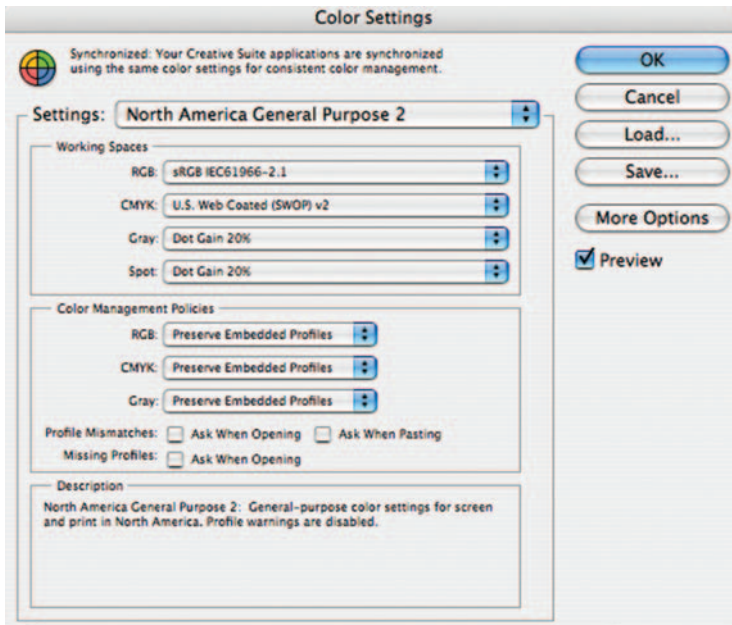 Color Settings
Synchronized: Your Creative Suite applications are synchronized
using the same color settings for consistent color management.
OK
Cancel
Load...
Save...
More Options
Preview
Settings: North America General Purpose 2
Working Spaces
RGB: sRGB IEC61966-2.1
CMYK: U.S. Web Coated (SWOP) v2
Gray: Dot Gain 20%
Spot: Dot Gain 20%
Color Management Policies
RGB: Preserve Embedded Profiles
CMYK: Preserve Embedded Profiles
Gray: Preserve Embedded Profiles
Profile Mismatches: Ask When Opening Ask When Pasting
Missing Profiles: Ask When Opening
Description
North America General Purpose 2: General-purpose color settings for screen
and print in North America. Profile warnings are disabled.